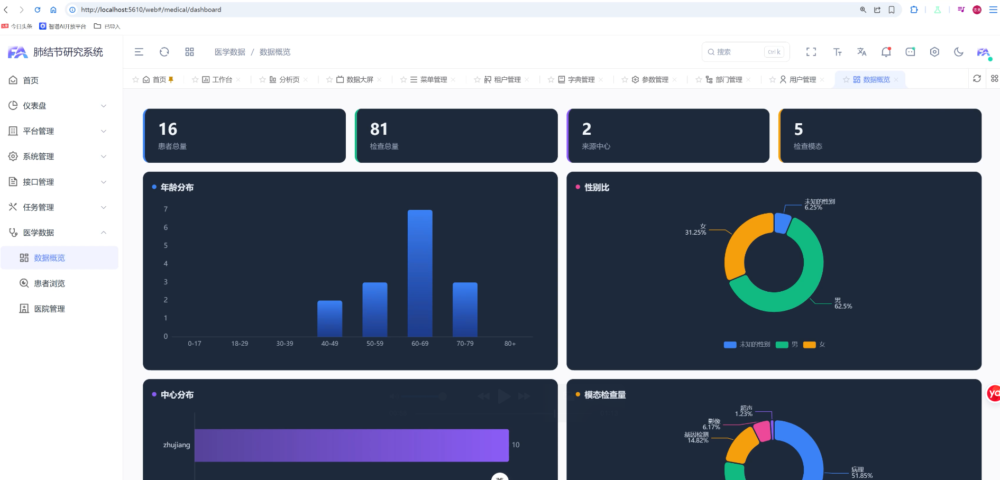 http://localhost:5610/web#/medical/dashboard
志勇
头条 今日头条 智谱AI开放平台 已导入
FA 肺结节研究系统
医学数据 / 数据概览
搜索 Ctrl k
首页
仪表盘
平台管理
系统管理
接口管理
任务管理
医学数据
数据概览
患者浏览
医院管理
首页 工作台 分析页 数据大屏 菜单管理 租户管理 字典管理 参数管理 部门管理 用户管理 数据概览
16
患者总量
81
检查总量
2
来源中心
5
检查模态
年龄分布
7
6
5
4
3
2
1
0
0-17 18-29 30-39 40-49 50-59 60-69 70-79 80+
性别比
未知的性别
6.25%
女
31.25%
男
62.5%
未知的性别 男 女
中心分布
zhujiang 10
模态检查量
超声
1.23%
影像
6.17%
基因检测
14.82%
病理
51.85%